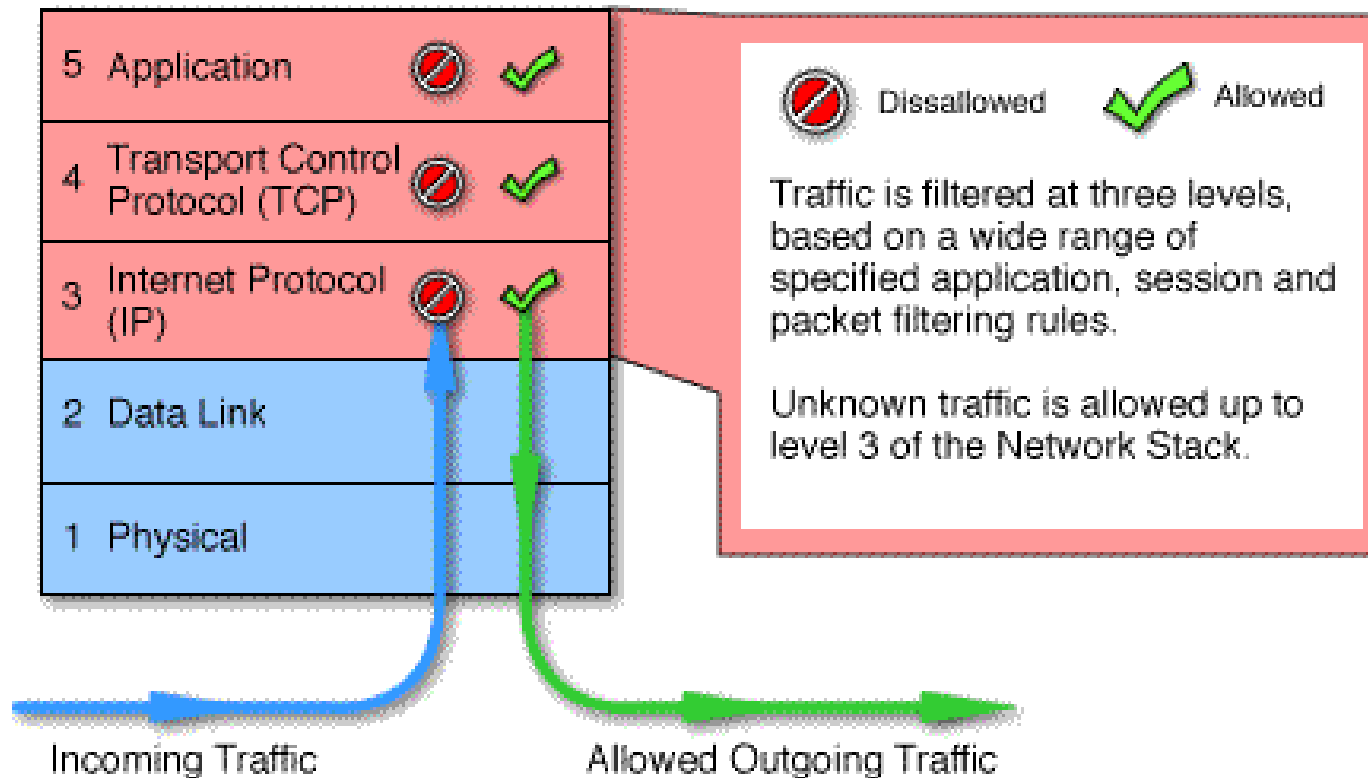 5 Application
4 Transport Control
Protocol (TCP)
3 Internet Protocol
(IP)
2 Data Link
1 Physical
Incoming Traffic
Allowed Outgoing Traffic
Dissallowed
Allowed
Traffic is filtered at three levels,
based on a wide range of
specified application, session and
packet filtering rules.
Unknown traffic is allowed up to
level 3 of the Network Stack.